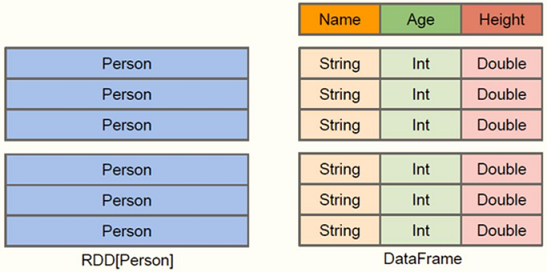 Name Age Height
Person String Int Double
Person String Int Double
Person String Int Double
Person String Int Double
Person String Int Double
Person String Int Double
RDD[Person] DataFrame